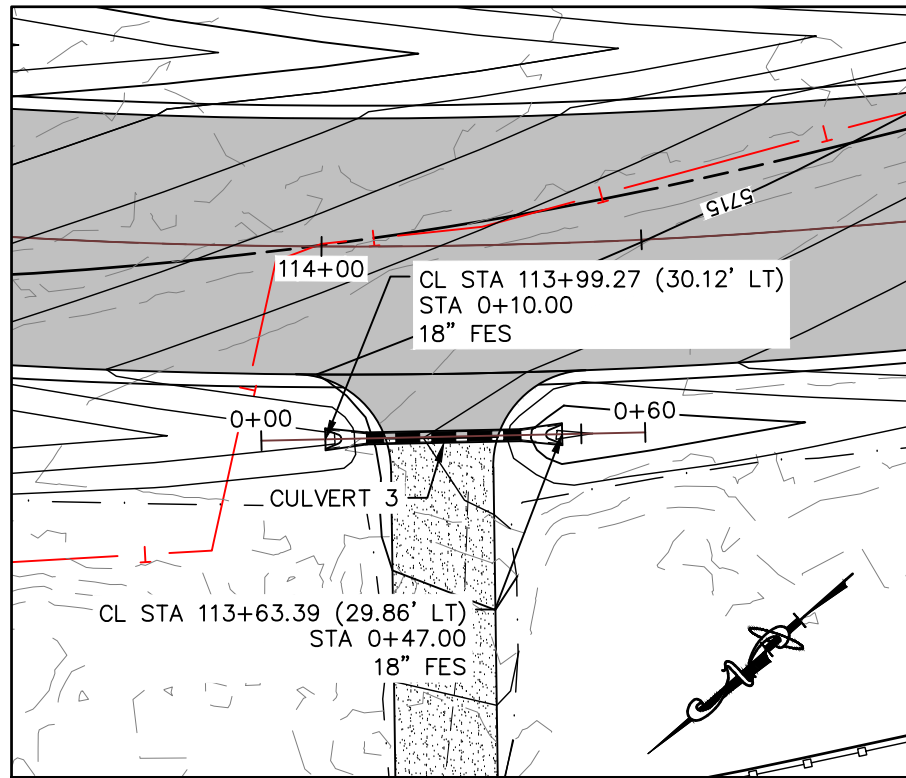 5715
114+00
CL STA 113+99.27 (30.12' LT)
STA 0+10.00
18" FES
0+00
0+60
CULVERT 3
CL STA 113+63.39 (29.86' LT)
STA 0+47.00
18" FES